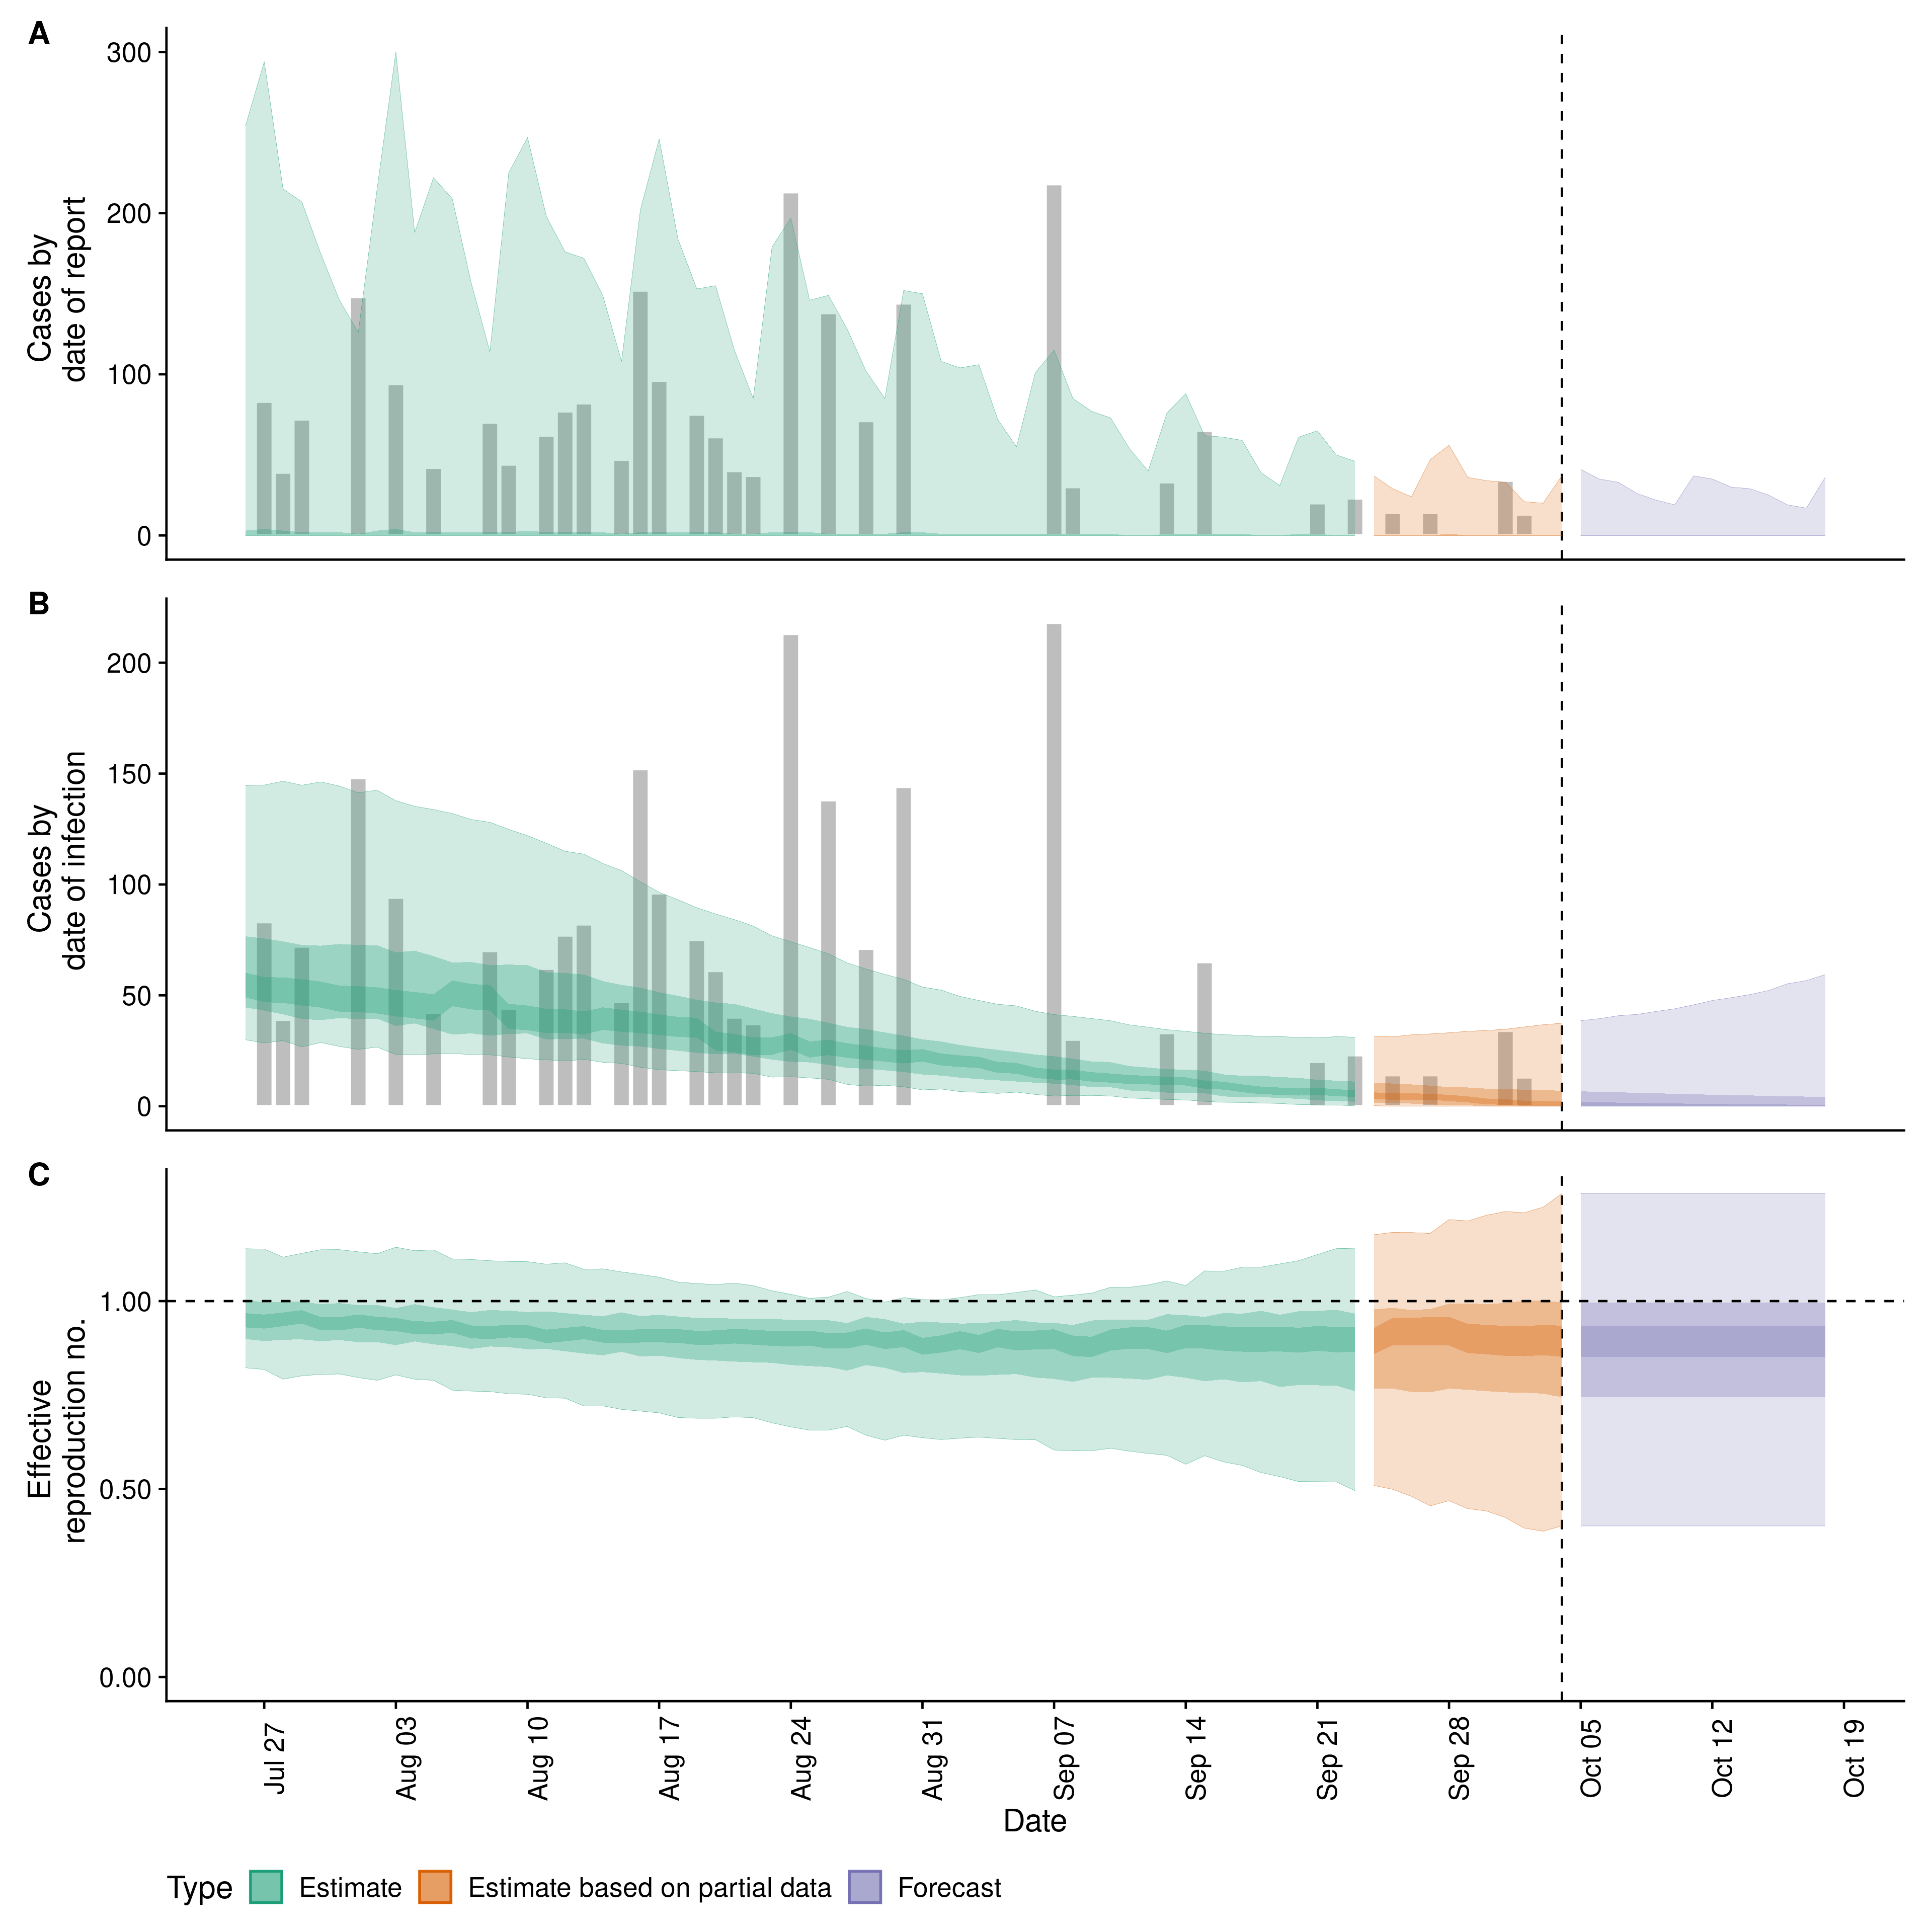 A
300
200
100
0
Cases by
date of report
B
200
150
100
50
0
Cases by
date of infection
C
1.00
0.50
0.00
Effective
reproduction no.
Jul 27
Aug 03
Aug 10
Aug 17
Aug 24
Aug 31
Sep 07
Sep 14
Sep 21
Sep 28
Oct 05
Oct 12
Oct 19
Date
Type Estimate Estimate based on partial data Forecast